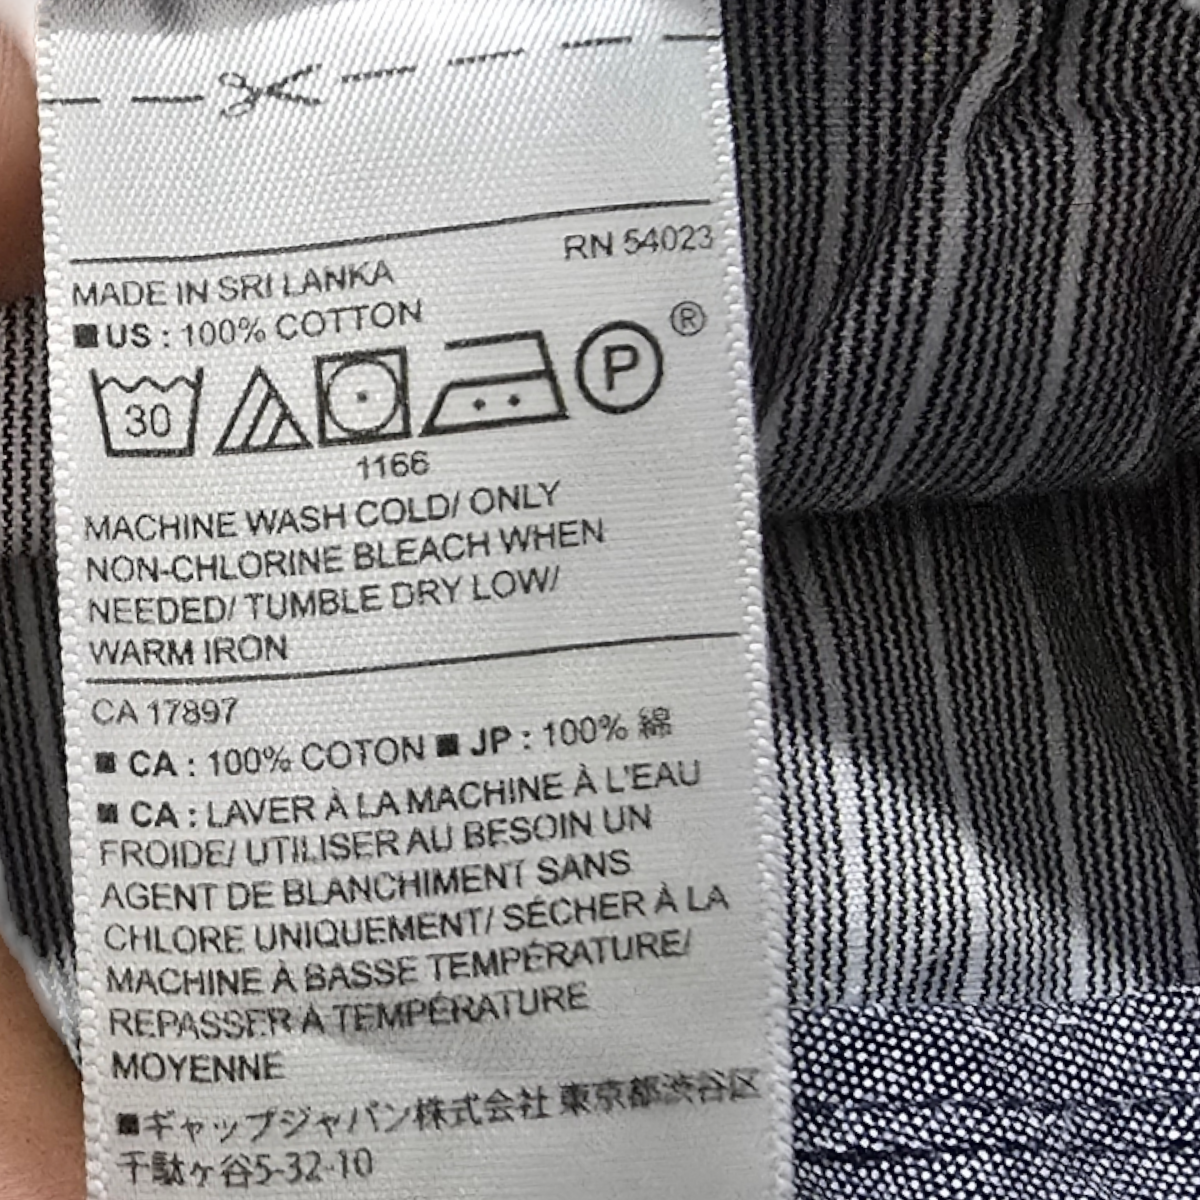 RN 54023
MADE IN SRI LANKA
■US : 100% COTTON
30 P ®
1166
MACHINE WASH COLD/ ONLY
NON-CHLORINE BLEACH WHEN
NEEDED/ TUMBLE DRY LOW/
WARM IRON
CA 17897
■ CA : 100% COTON ■ JP : 100% 綿
■ CA : LAVER À LA MACHINE À L'EAU
FROIDE/ UTILISER AU BESOIN UN
AGENT DE BLANCHIMENT SANS
CHLORE UNIQUEMENT/ SÉCHER À LA
MACHINE À BASSE TEMPÉRATURE/
REPASSER À TEMPÉRATURE
MOYENNE
■ギャップジャパン株式会社 東京都渋谷区
千駄ヶ谷5-32-10